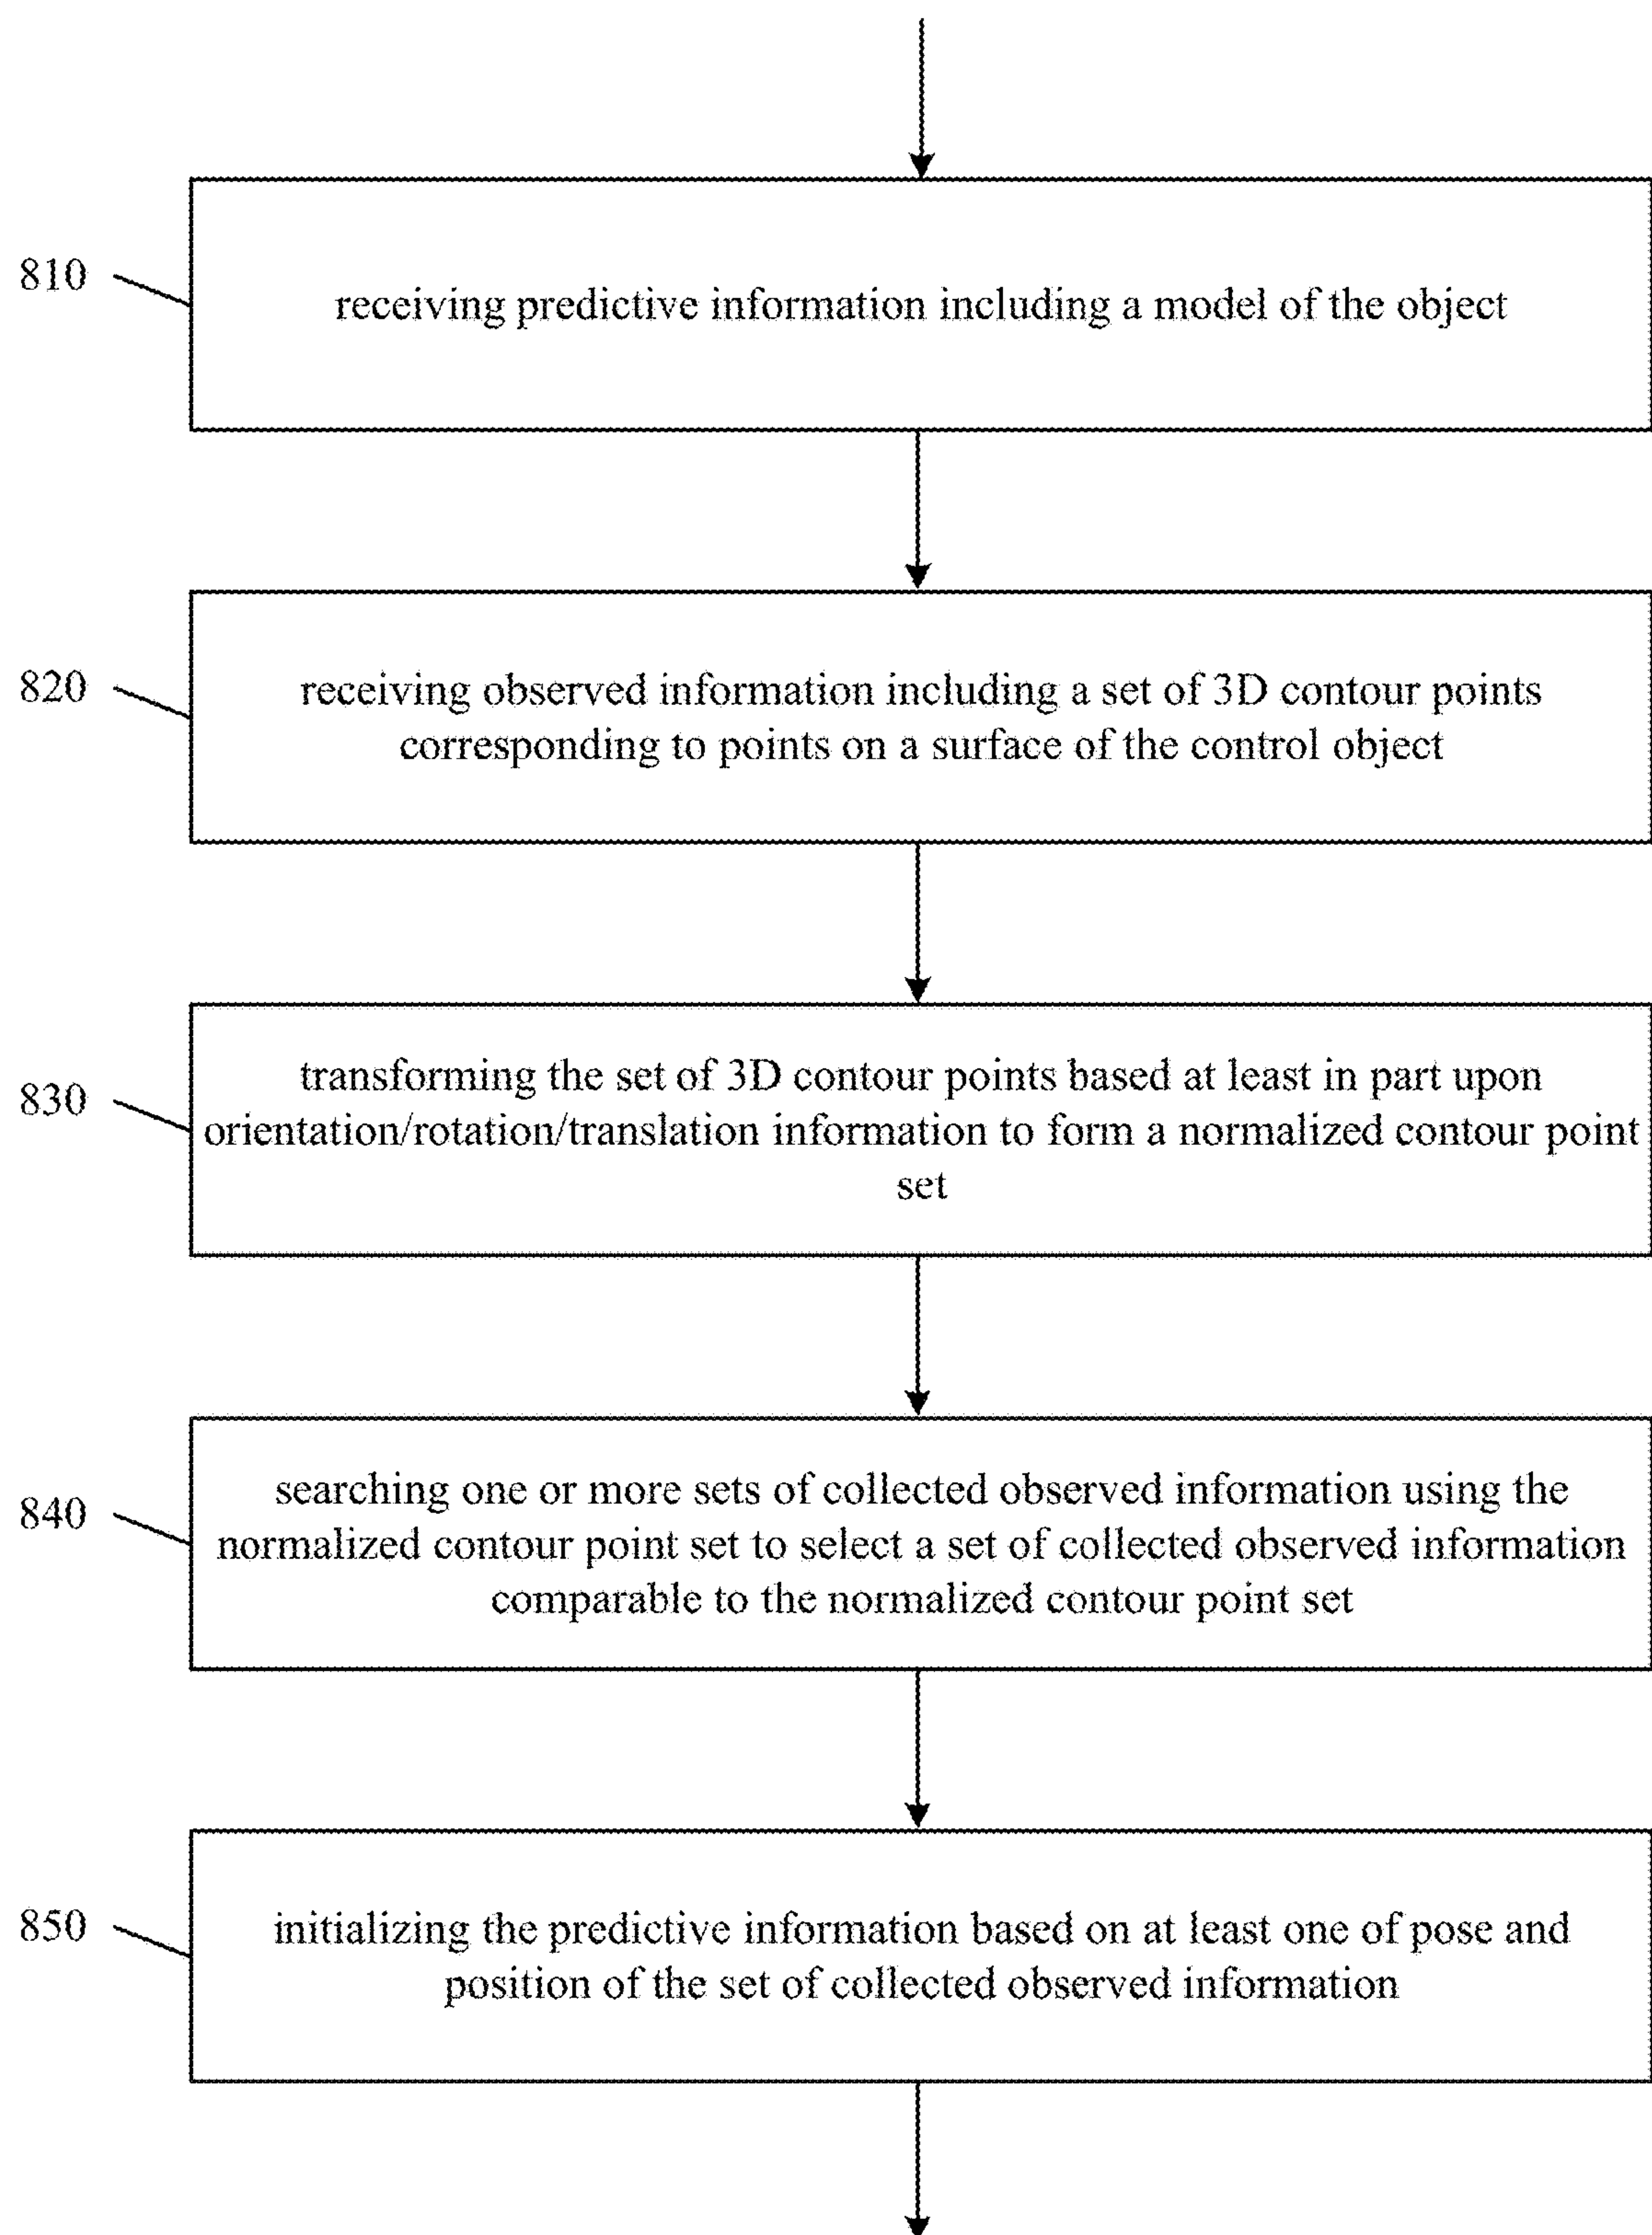 810
receiving predictive information including a model of the object
820
receiving observed information including a set of 3D contour points
corresponding to points on a surface of the control object
830
transforming the set of 3D contour points based at least in part upon
orientation/rotation/translation information to form a normalized contour point
set
840
searching one or more sets of collected observed information using the
normalized contour point set to select a set of collected observed information
comparable to the normalized contour point set
850
initializing the predictive information based on at least one of pose and
position of the set of collected observed information